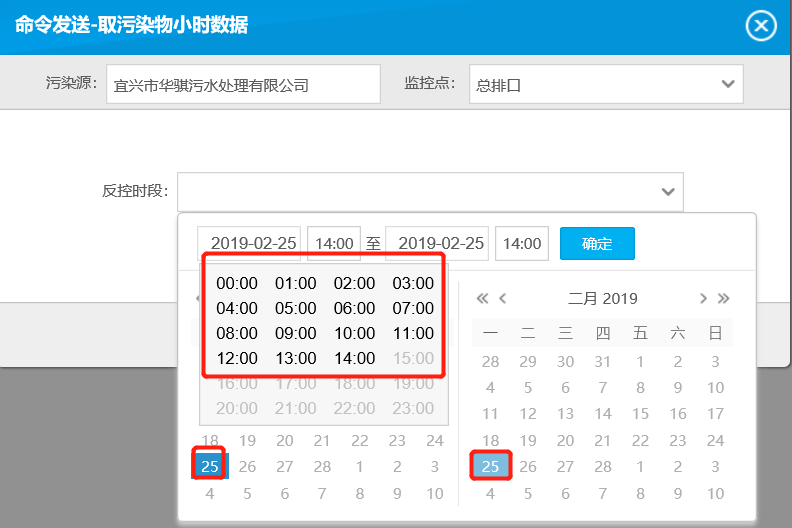 命令发送-取污染物小时数据
污染源： 宜兴市华骐污水处理有限公司 监控点： 总排口
反控时段：
2019-02-25 14:00 至 2019-02-25 14:00 确定
00:00 01:00 02:00 03:00
04:00 05:00 06:00 07:00
08:00 09:00 10:00 11:00
12:00 13:00 14:00 15:00
16:00 17:00 18:00 19:00
20:00 21:00 22:00 23:00
18 19 20 21 22 23 24
25 26 27 28 1 2 3
4 5 6 7 8 9 10
二月 2019
一 二 三 四 五 六 日
28 29 30 31 1 2 3
4 5 6 7 8 9 10
11 12 13 14 15 16 17
18 19 20 21 22 23 24
25 26 27 28 1 2 3
4 5 6 7 8 9 10